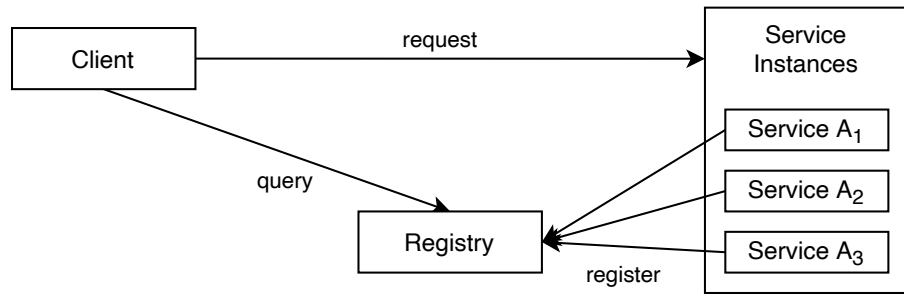 request
Client
Service
Instances
Service A₁
query
Service A₂
Registry
Service A₃
register